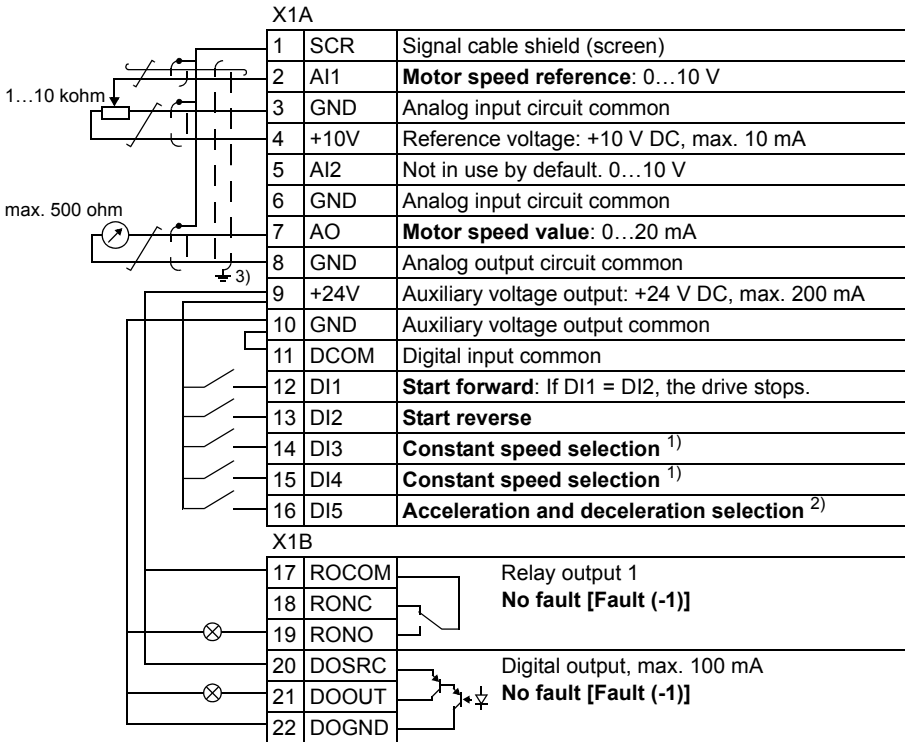 X1A
1 SCR Signal cable shield (screen)
2 AI1 Motor speed reference: 0…10 V
1…10 kohm
3 GND Analog input circuit common
4 +10V Reference voltage: +10 V DC, max. 10 mA
5 AI2 Not in use by default. 0…10 V
6 GND Analog input circuit common
max. 500 ohm
7 AO Motor speed value: 0…20 mA
8 GND Analog output circuit common
3)
9 +24V Auxiliary voltage output: +24 V DC, max. 200 mA
10 GND Auxiliary voltage output common
11 DCOM Digital input common
12 DI1 Start forward: If DI1 = DI2, the drive stops.
13 DI2 Start reverse
14 DI3 Constant speed selection 1)
15 DI4 Constant speed selection 1)
16 DI5 Acceleration and deceleration selection 2)
X1B
17 ROCOM Relay output 1
18 RONC No fault [Fault (-1)]
19 RONO
20 DOSRC Digital output, max. 100 mA
21 DOOUT No fault [Fault (-1)]
22 DOGND